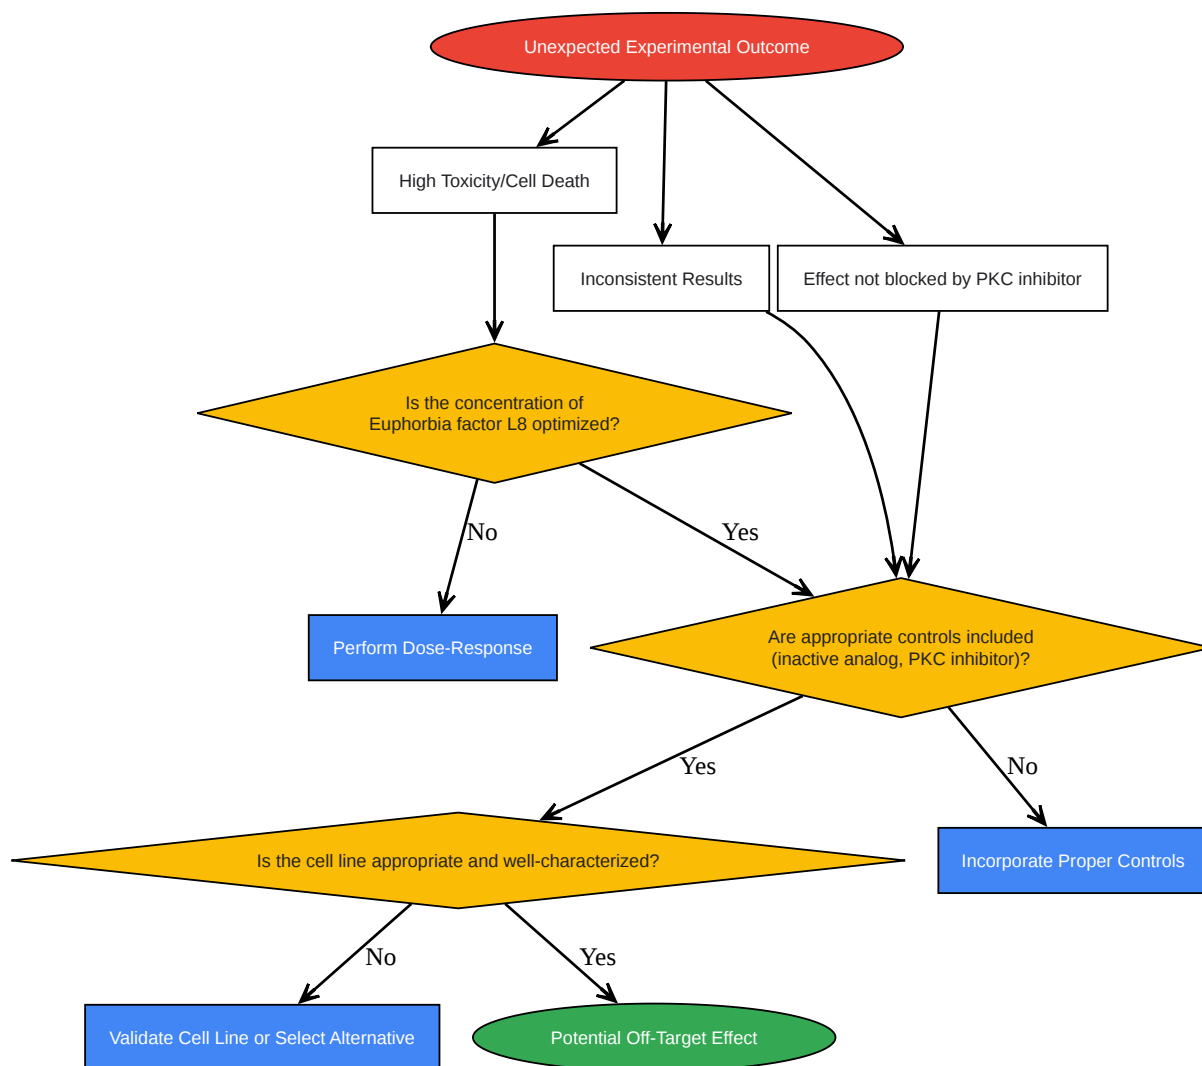 Unexpected Experimental Outcome
High Toxicity/Cell Death
Inconsistent Results
Effect not blocked by PKC inhibitor
Is the concentration of
Euphorbia factor L8 optimized?
No
Yes
Perform Dose-Response
Are appropriate controls included
(inactive analog, PKC inhibitor)?
Yes
No
Is the cell line appropriate and well-characterized?
Incorporate Proper Controls
No
Yes
Validate Cell Line or Select Alternative
Potential Off-Target Effect